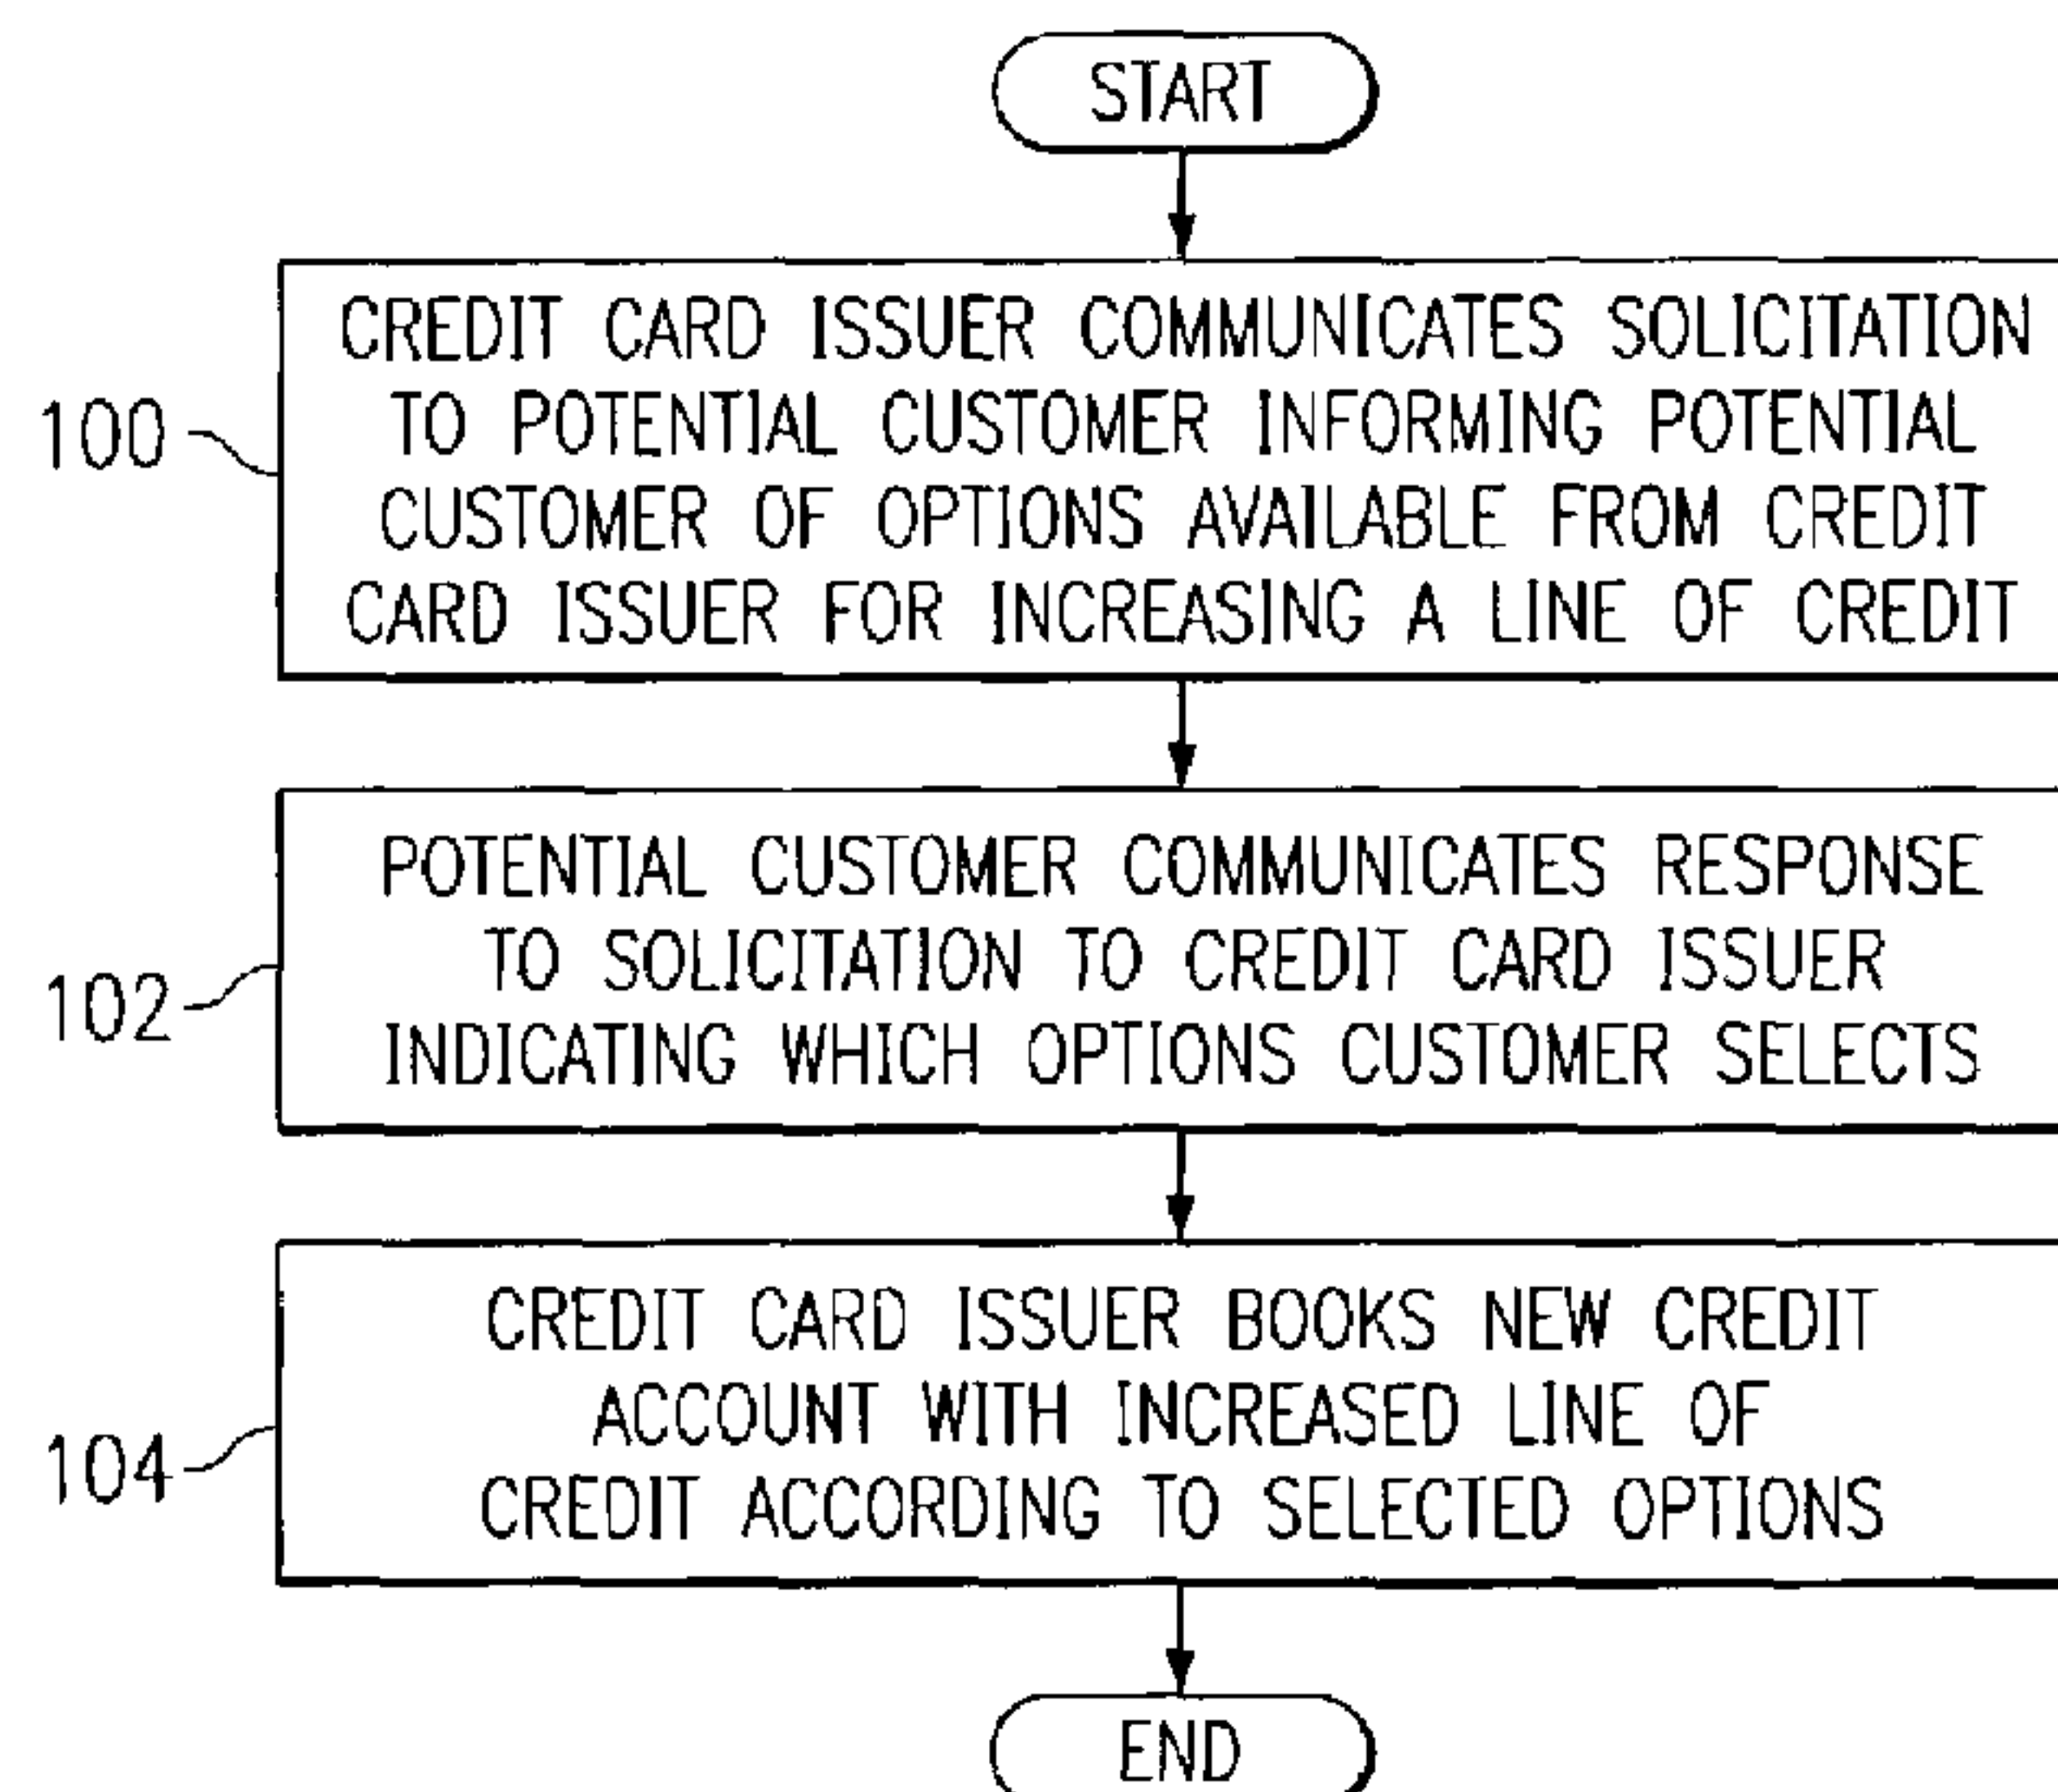 START
CREDIT CARD ISSUER COMMUNICATES SOLICITATION
TO POTENTIAL CUSTOMER INFORMING POTENTIAL
CUSTOMER OF OPTIONS AVAILABLE FROM CREDIT
CARD ISSUER FOR INCREASING A LINE OF CREDIT
100
POTENTIAL CUSTOMER COMMUNICATES RESPONSE
TO SOLICITATION TO CREDIT CARD ISSUER
INDICATING WHICH OPTIONS CUSTOMER SELECTS
102
CREDIT CARD ISSUER BOOKS NEW CREDIT
ACCOUNT WITH INCREASED LINE OF
CREDIT ACCORDING TO SELECTED OPTIONS
104
END